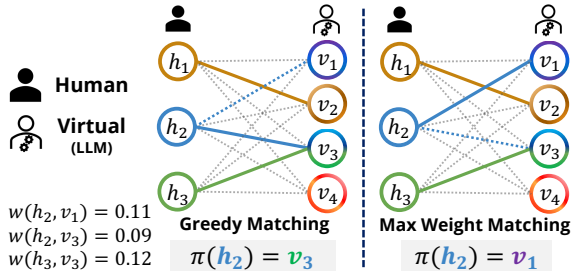 Human
Virtual
(LLM)
w(h₂, v₁) = 0.11
w(h₂, v₃) = 0.09
w(h₃, v₃) = 0.12
h₁
h₂
h₃
v₁
v₂
v₃
v₄
Greedy Matching
π(h₂) = v₃
h₁
h₂
h₃
v₁
v₂
v₃
v₄
Max Weight Matching
π(h₂) = v₁